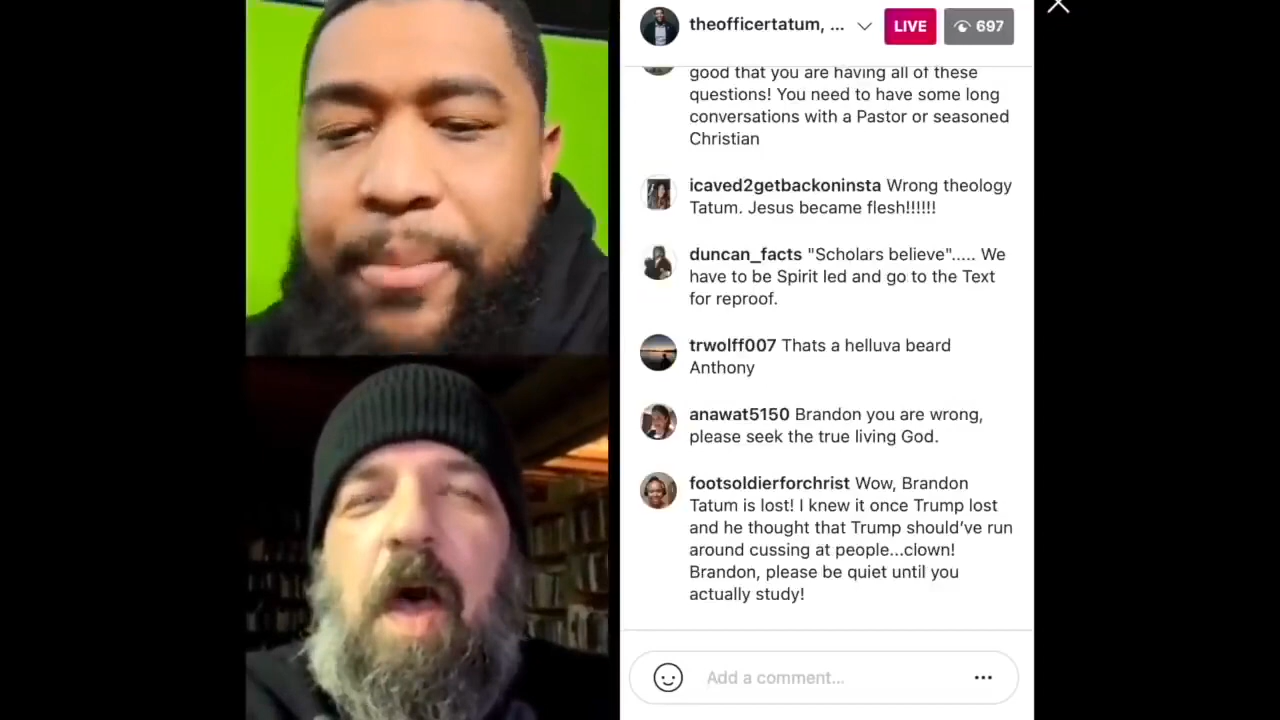 theofficertatum, ...
LIVE
697
good that you are having all of these
questions! You need to have some long
conversations with a Pastor or seasoned
Christian
icaved2getbackoninsta Wrong theology
Tatum. Jesus became flesh!!!!!!
duncan_facts "Scholars believe"..... We
have to be Spirit led and go to the Text
for reproof.
trwolff007 Thats a helluva beard
Anthony
anawat5150 Brandon you are wrong,
please seek the true living God.
footsoldierforchrist Wow, Brandon
Tatum is lost! I knew it once Trump lost
and he thought that Trump should’ve run
around cussing at people...clown!
Brandon, please be quiet until you
actually study!
Add a comment...